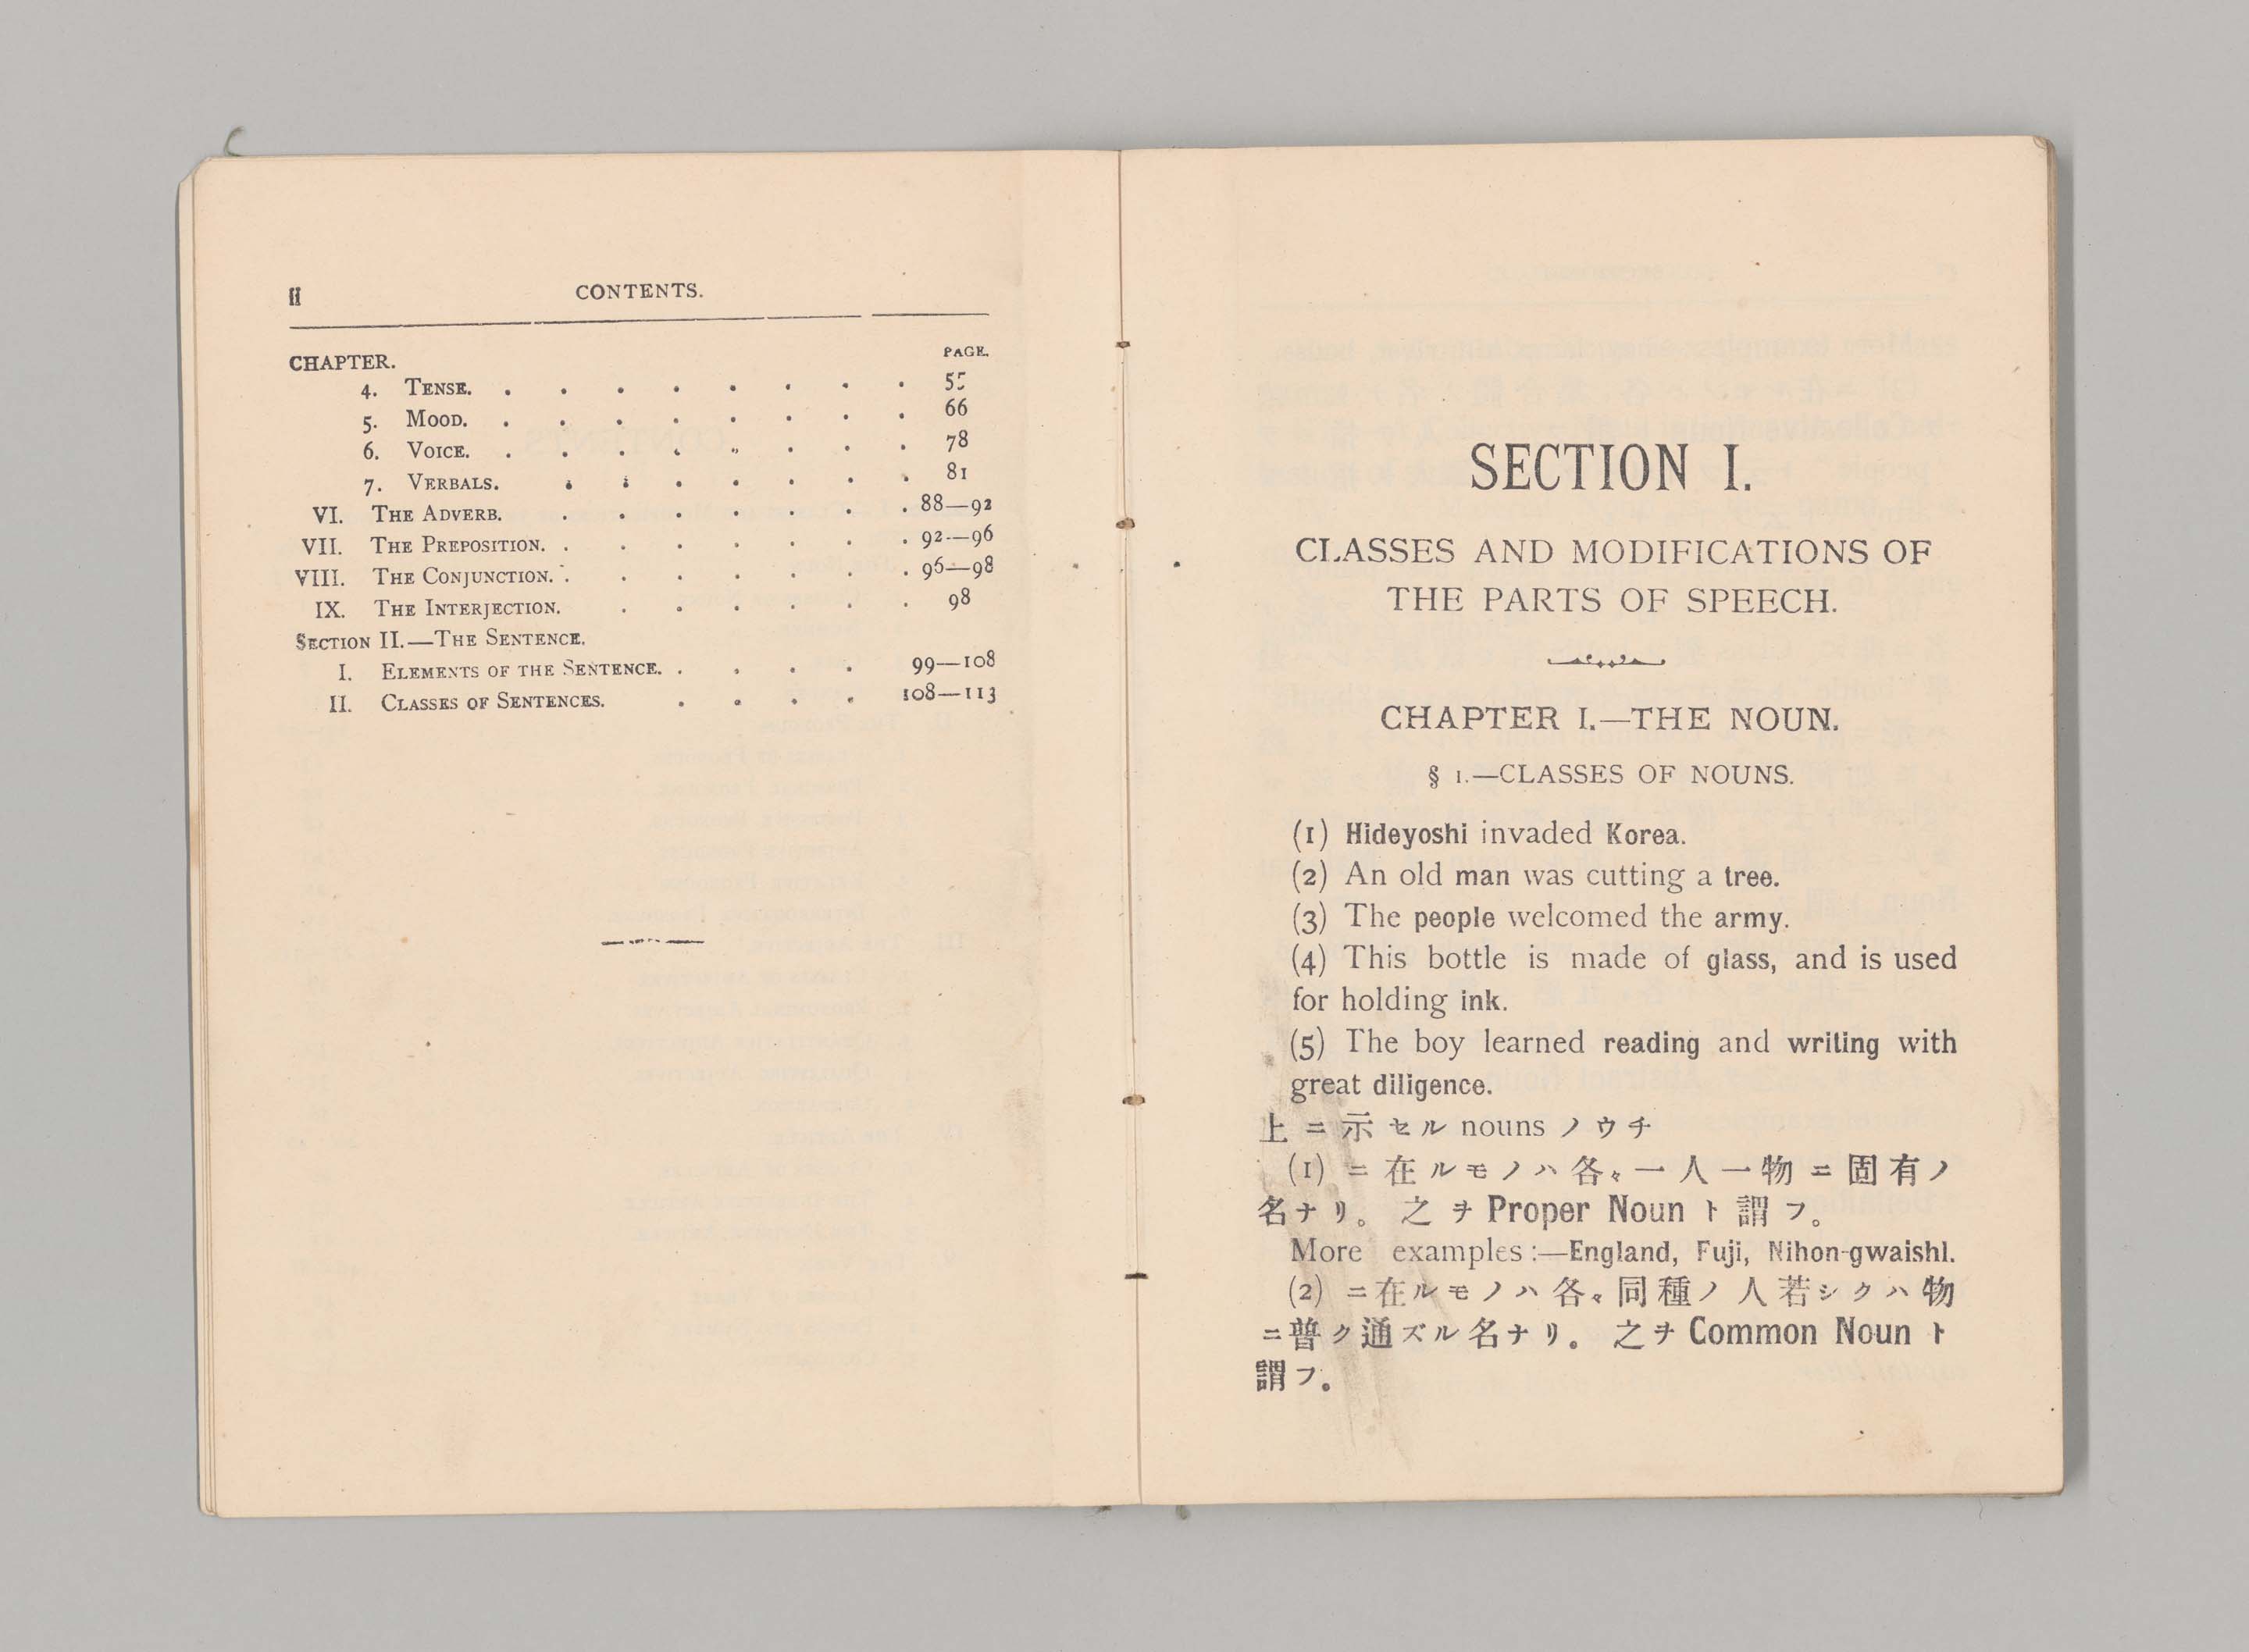 ii CONTENTS.
CHAPTER. PAGE.
4. TENSE. . . . . . . . . 55
5. MOOD. . . . . . . . . 66
6. VOICE. . . . . . . . . 78
7. VERBALS. . . . . . . . 81
VI. THE ADVERB. . . . . . . . 88—92
VII. THE PREPOSITION. . . . . . . . 92—96
VIII. THE CONJUNCTION. . . . . . . . 96—98
IX. THE INTERJECTION. . . . . . . 98
SECTION II.—THE SENTENCE.
I. ELEMENTS OF THE SENTENCE. . . . . 99—108
II. CLASSES OF SENTENCES. . . . . 108—113
SECTION I.
CLASSES AND MODIFICATIONS OF
THE PARTS OF SPEECH.
CHAPTER I.—THE NOUN.
§ 1.—CLASSES OF NOUNS.
(1) Hideyoshi invaded Korea.
(2) An old man was cutting a tree.
(3) The people welcomed the army.
(4) This bottle is made of glass, and is used
for holding ink.
(5) The boy learned reading and writing with
great diligence.
上ニ示セル nouns ノウチ
(1) ニ在ルモノハ各々一人一物ニ固有ノ
名ナリ。之ヲ Proper Noun ト謂フ。
More examples:—England, Fuji, Nihon-gwaishi.
(2) ニ在ルモノハ各々同種ノ人若シクハ物
ニ普ク通ズル名ナリ。之ヲ Common Noun ト
謂フ。